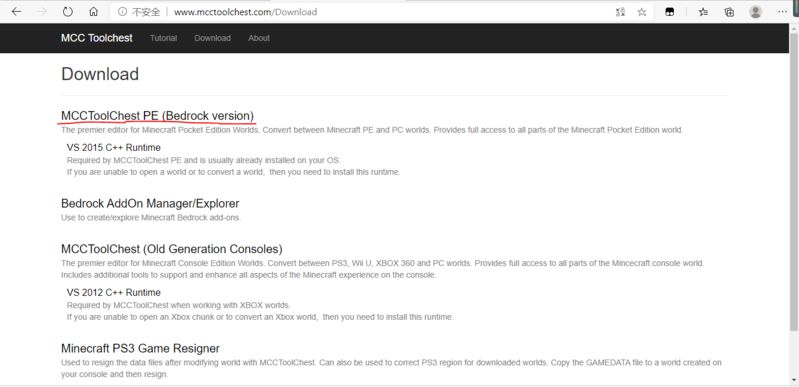 不安全 www.mcctoolchest.com/Download
MCC Toolchest Tutorial Download About
Download
MCCToolChest PE (Bedrock version)
The premier editor for Minecraft Pocket Edition Worlds. Convert between Minecraft PE and PC worlds. Provides full access to all parts of the Minecraft Pocket Edition world.
VS 2015 C++ Runtime
Required by MCCToolChest PE and is usually already installed on your OS.
If you are unable to open a world or to convert a world, then you need to install this runtime.
Bedrock AddOn Manager/Explorer
Use to create/explore Minecraft Bedrock add-ons.
MCCToolChest (Old Generation Consoles)
The premier editor for Minecraft Console Edition Worlds. Convert between PS3, Wii U, XBOX 360 and PC worlds. Provides full access to all parts of the Mincecraft console world.
Includes additional tools to support and enhance all aspects of the Minecraft experience on the console.
VS 2012 C++ Runtime
Required by MCCToolChest when working with XBOX worlds.
If you are unable to open an Xbox chunk or to convert an Xbox world, then you need to install this runtime.
Minecraft PS3 Game Resigner
Used to resign the data files after modifying world with MCCToolChest. Can also be used to correct PS3 region for downloaded worlds. Copy the GAMEDATA file to a world created on
your console and then resign.